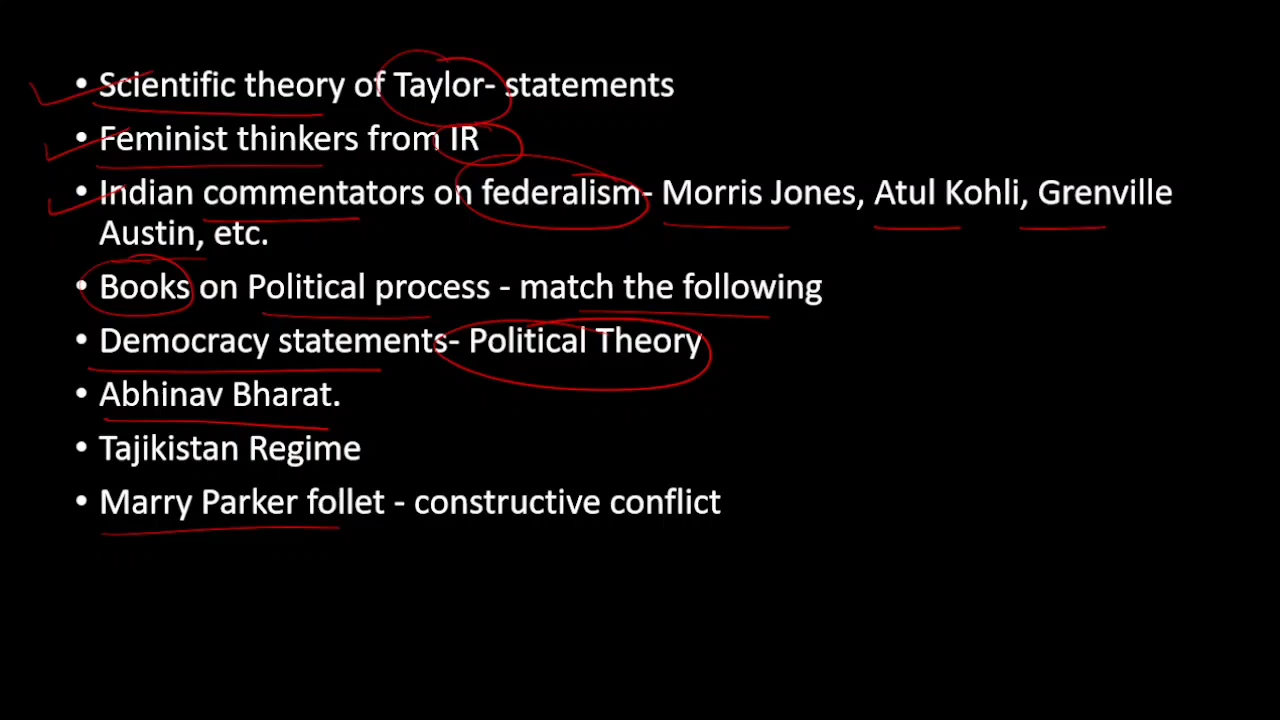 • Scientific theory of Taylor- statements
• Feminist thinkers from IR
• Indian commentators on federalism- Morris Jones, Atul Kohli, Grenville
Austin, etc.
• Books on Political process - match the following
• Democracy statements- Political Theory
• Abhinav Bharat.
• Tajikistan Regime
• Marry Parker follet - constructive conflict